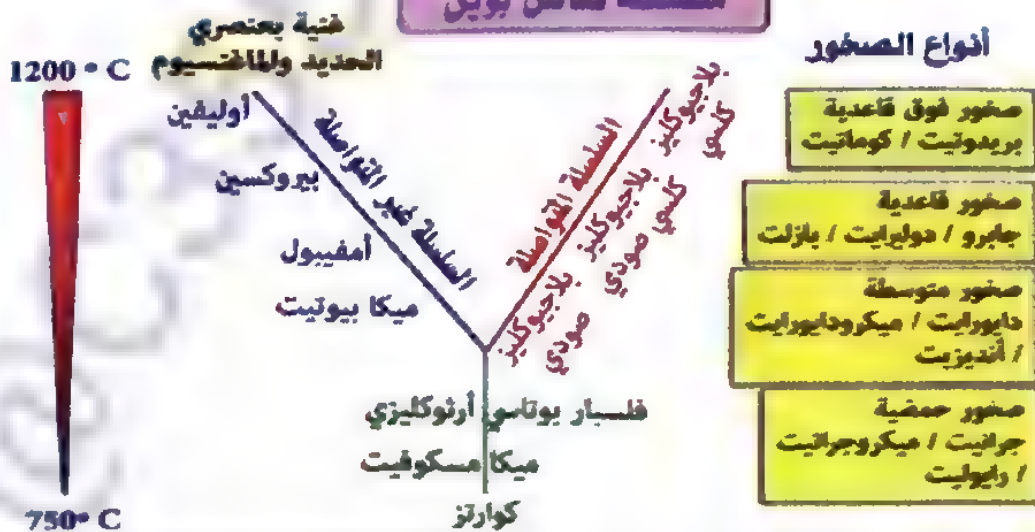 سلسلة تفاعل بوين
غنية بعنصري
الحديد والماغنسيوم
أنواع الصخور
1200 ° C
أوليفين
بيروكسين
أمفيبول
ميكا بيوتيت
السلسلة غير المتواصلة
السلسلة المتواصلة
بلاجيوكليز
كلسي
بلاجيوكليز
كلسي صودي
بلاجيوكليز
صودي
فلسبار بوتاسي أرثوكليزي
ميكا مسكوفيت
كوارتز
750° C
صخور فوق قاعدية
بريدوتيت / كوماتيت
صخور قاعدية
جابرو / دوليرايت / بازلت
صخور متوسطة
دايورايت / ميكرودايورايت
/ أنديزيت
صخور حمضية
جرانيت / ميكروجرانيت
/ رايوليت